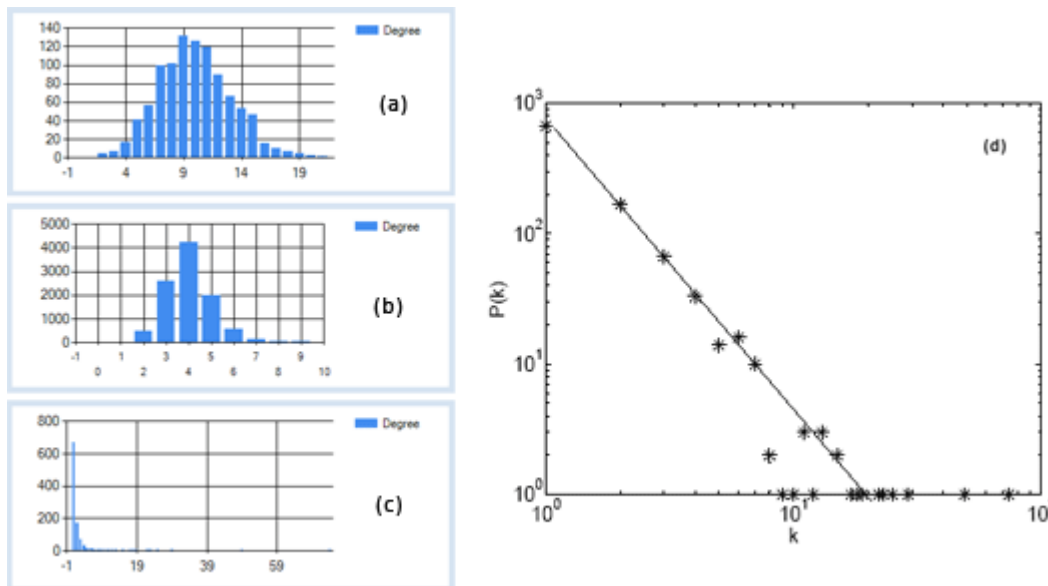 140
120
100
80
60
40
20
0
-1 4 9 14 19
Degree
(a)
5000
4000
3000
2000
1000
0
-1 1 3 5 7 9
0 2 4 6 8 10
Degree
(b)
800
600
400
200
0
-1 19 39 59
Degree
(c)
10³
10²
10¹
10⁰
P(k)
(d)
10⁰ 10¹ 10
k